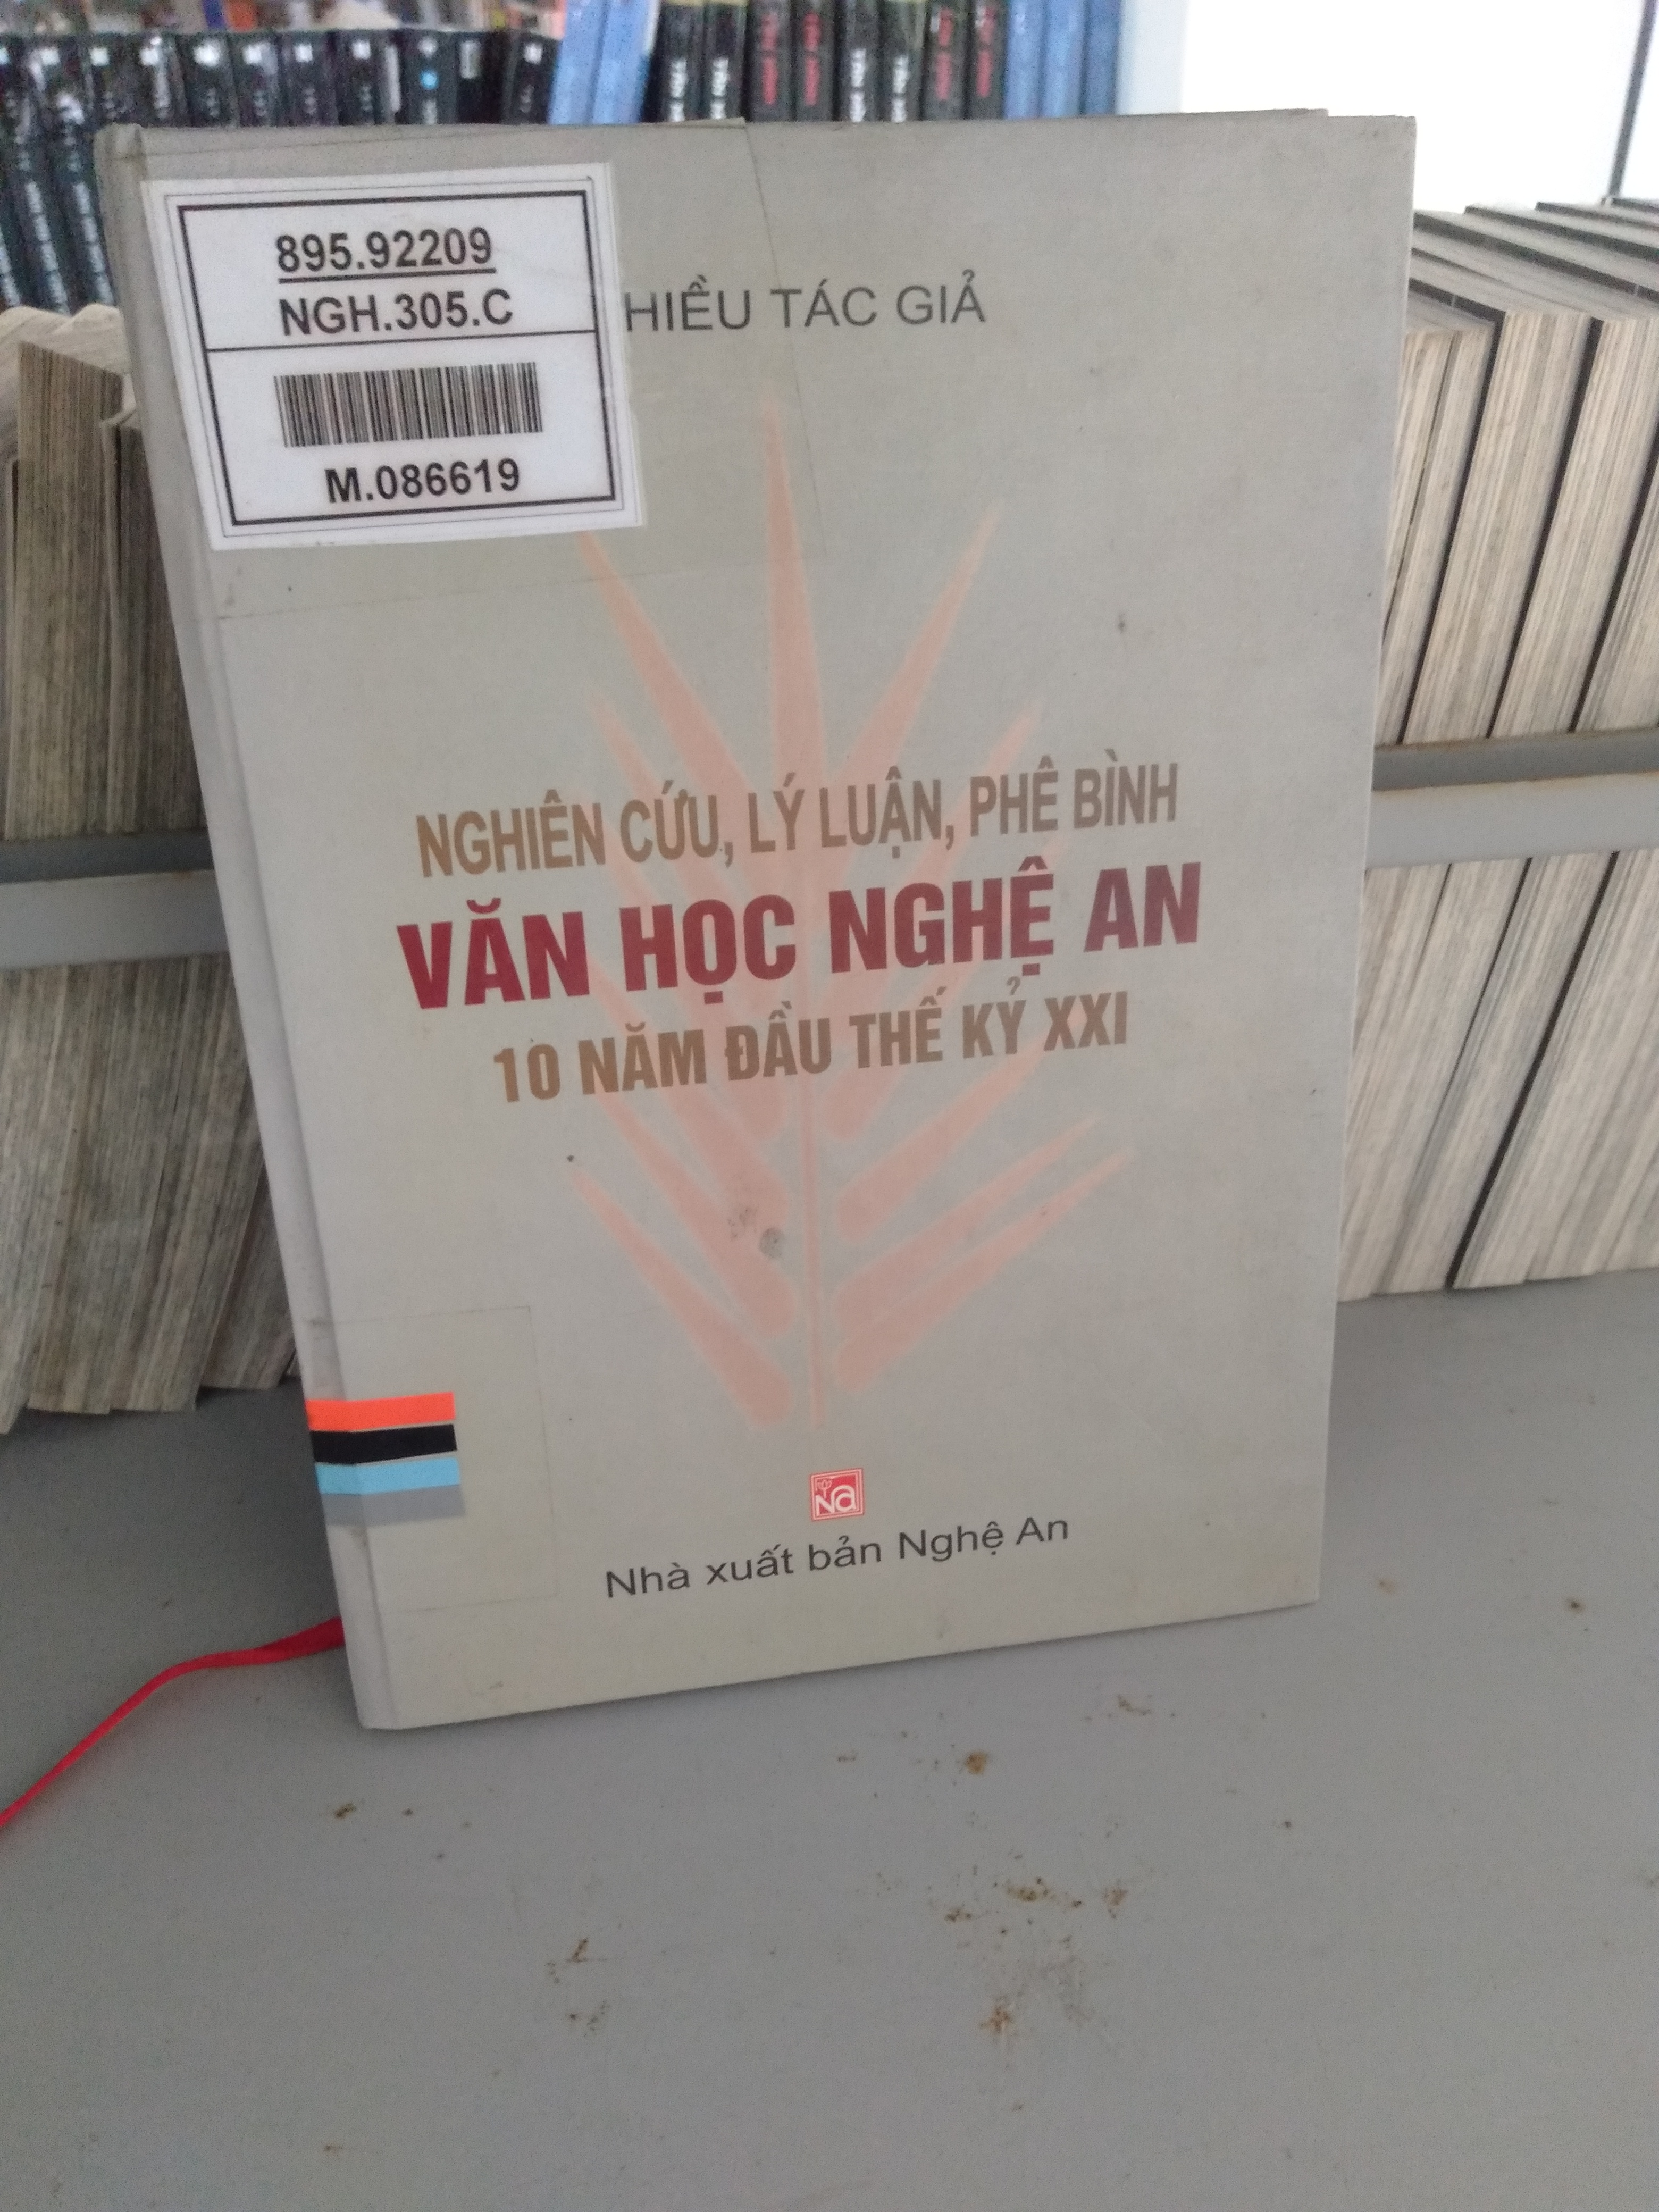 895.92209
NGH.305.C
M.086619
HIỀU TÁC GIẢ
NGHIÊN CỨU, LÝ LUẬN, PHÊ BÌNH
VĂN HỌC NGHỆ AN
10 NĂM ĐẦU THẾ KỶ XXI
Na
Nhà xuất bản Nghệ An